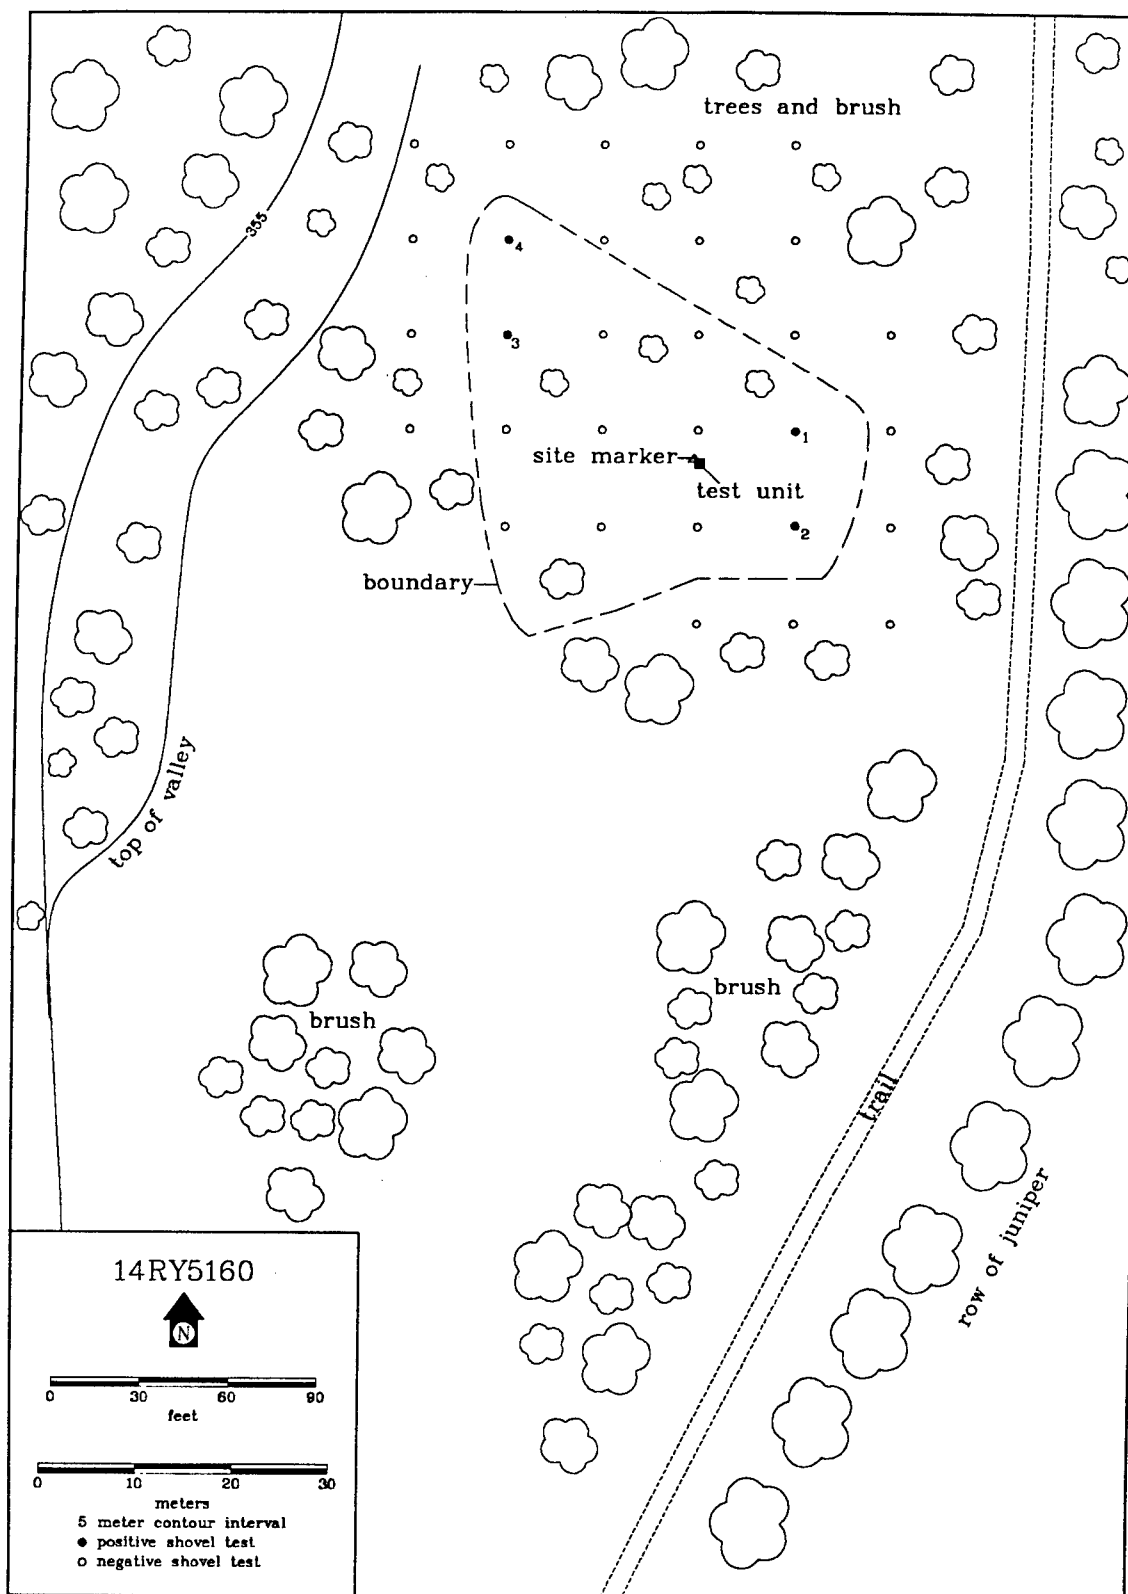 trees and brush
355
4
3
1
site marker
test unit
2
boundary
top of valley
brush
brush
trail
row of juniper
14RY5160
N
0 30 60 90
feet
0 10 20 30
meters
5 meter contour interval
positive shovel test
negative shovel test